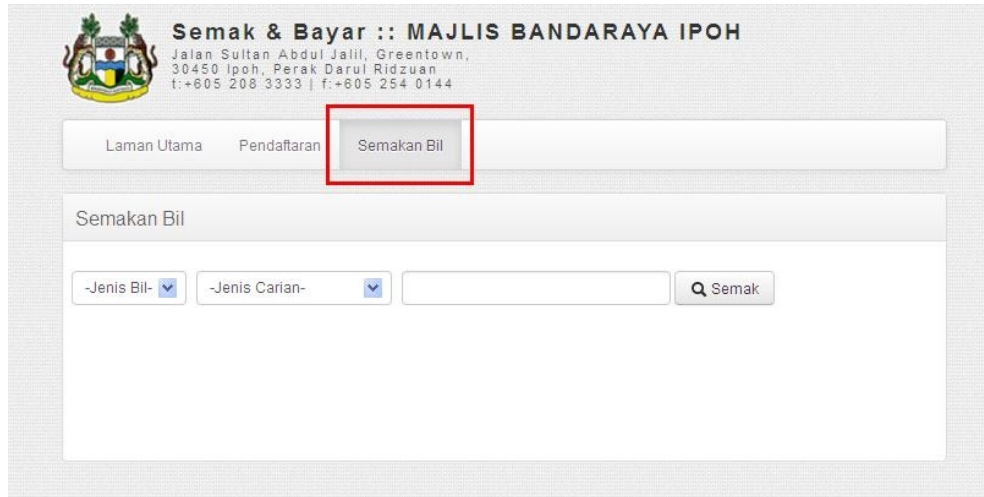 Semak & Bayar :: MAJLIS BANDARAYA IPOH
Jalan Sultan Abdul Jalil, Greentown,
30450 Ipoh, Perak Darul Ridzuan
t:+605 208 3333 | f:+605 254 0144
Laman Utama Pendaftaran Semakan Bil
Semakan Bil
-Jenis Bil- -Jenis Carian- Semak